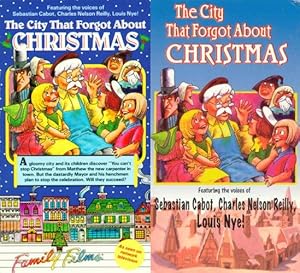 Featuring the voices of
Sebastian Cabot, Charles Nelson Reilly, Louis Nye!
The City That Forgot About
CHRISTMAS
A gloomy city and its children discover "You can't
stop Christmas" from Matthew the new carpenter in
town. But the dastardly Mayor and his henchmen
plan to stop the celebration. Will they succeed?
Family Films
The City
That Forgot About
CHRISTMAS
Featuring the voices of
Sebastian Cabot, Charles Nelson Reilly,
Louis Nye!